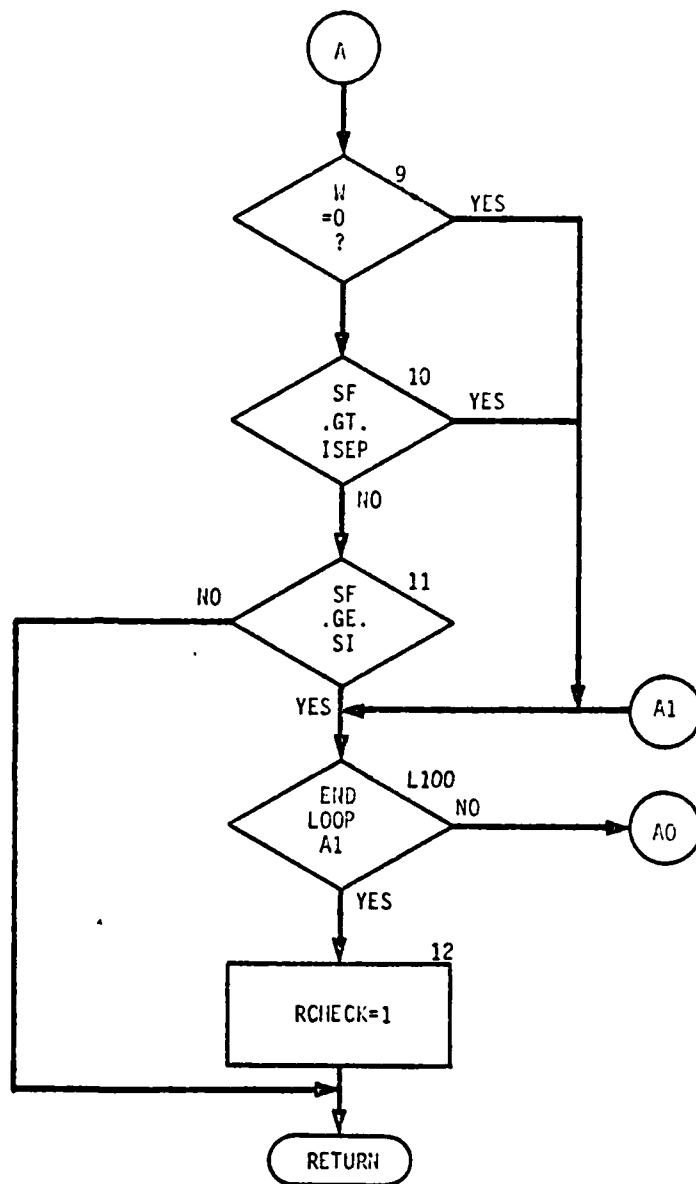 A
9
W
=0
?
YES
10
SF
.GT.
ISEP
YES
NO
11
NO
SF
.GE.
SI
YES
A1
L100
END
LOOP
A1
NO
A0
YES
12
RCHECK=1
RETURN